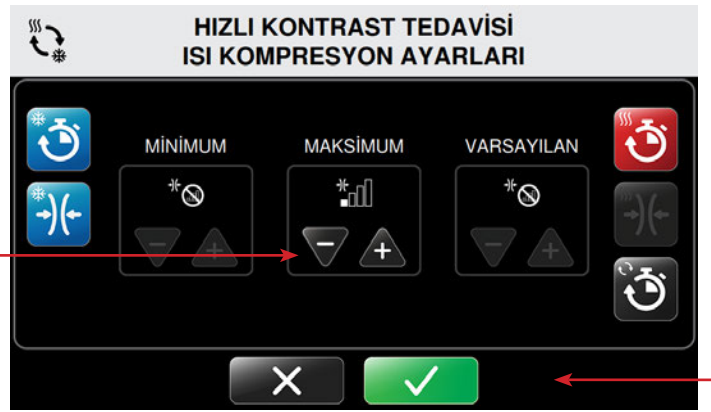 HIZLI KONTRAST TEDAVİSİ
ISI KOMPRESYON AYARLARI
MİNİMUM MAKSİMUM VARSAYILAN